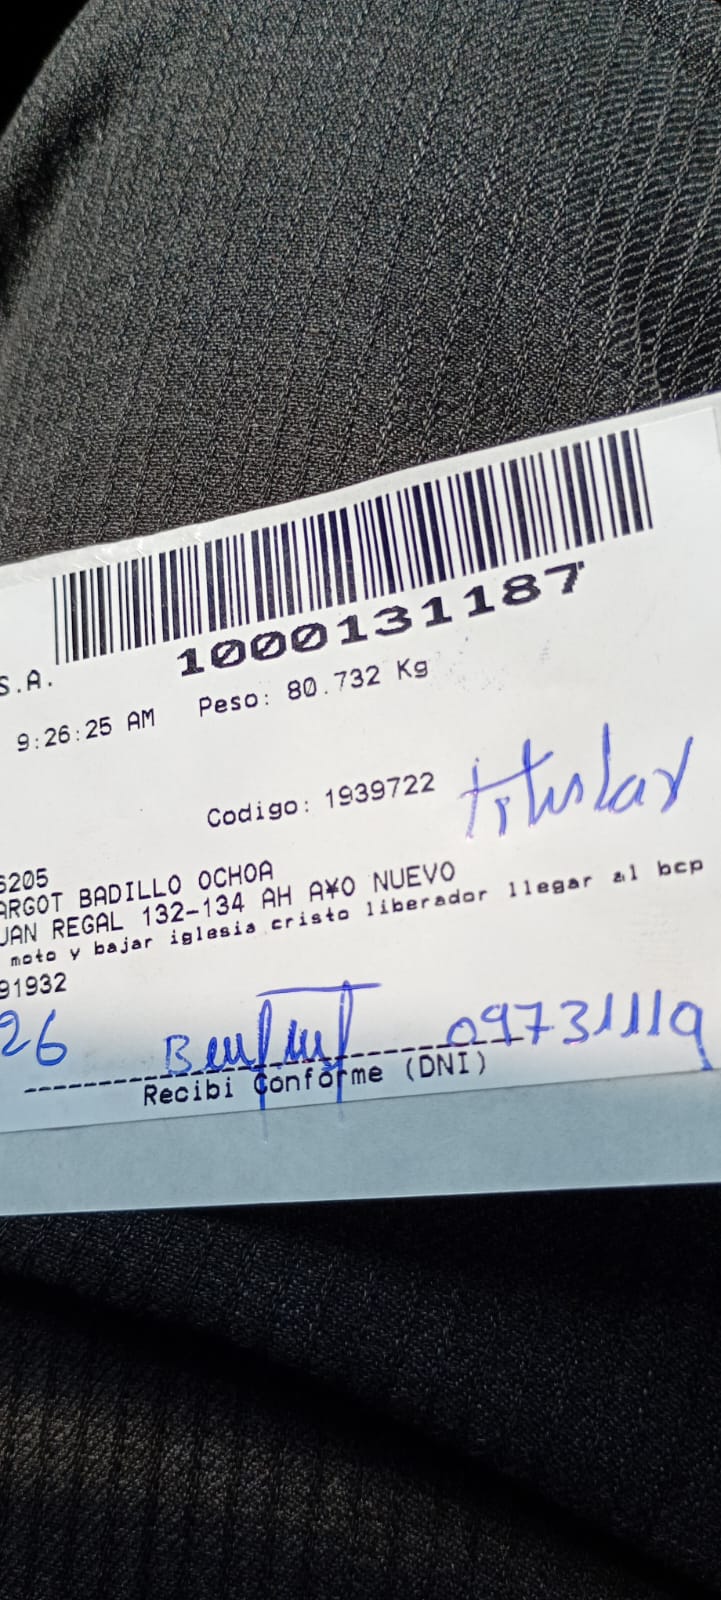 1000131187
S.A.
9:26:25 AM Peso: 80.732 Kg
Codigo: 1939722 titular
6205
ARGOT BADILLO OCHOA
UAN REGAL 132-134 AH A¥O NUEVO
moto y bajar iglesia cristo liberador llegar al bcp
91932
26 09731119
Recibi Conforme (DNI)